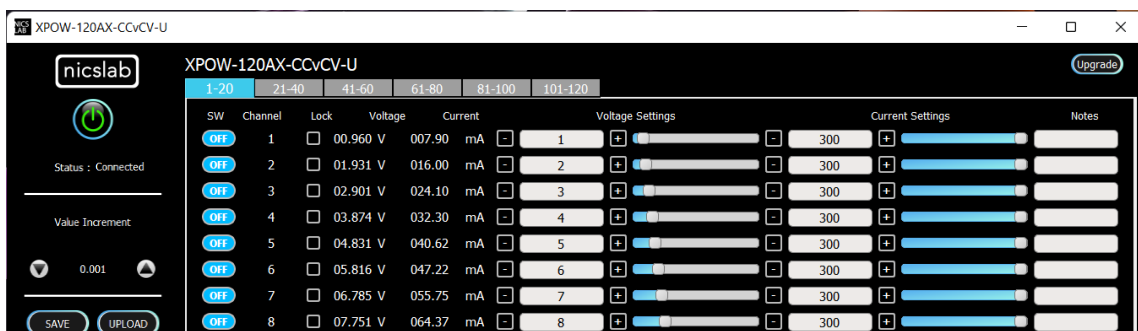 NICS LAB XPOW-120AX-CCvCV-U
nicslab
Status : Connected
Value Increment
0.001
SAVE UPLOAD
XPOW-120AX-CCvCV-U Upgrade
1-20 21-40 41-60 61-80 81-100 101-120
SW Channel Lock Voltage Current Voltage Settings Current Settings Notes
OFF 1 00.960 V 007.90 mA - 1 + - 300 +
OFF 2 01.931 V 016.00 mA - 2 + - 300 +
OFF 3 02.901 V 024.10 mA - 3 + - 300 +
OFF 4 03.874 V 032.30 mA - 4 + - 300 +
OFF 5 04.831 V 040.62 mA - 5 + - 300 +
OFF 6 05.816 V 047.22 mA - 6 + - 300 +
OFF 7 06.785 V 055.75 mA - 7 + - 300 +
OFF 8 07.751 V 064.37 mA - 8 + - 300 +